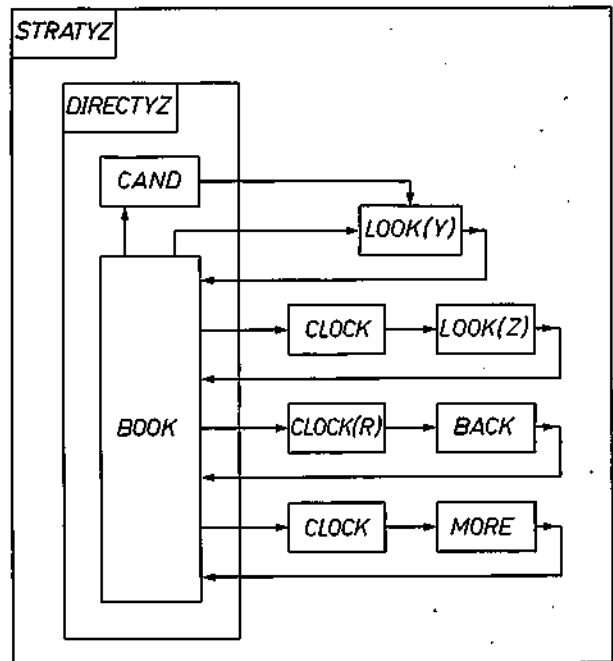 STRATYZ
DIRECTYZ
CAND
LOOK(Y)
CLOCK
LOOK(Z)
BOOK
CLOCK(R)
BACK
CLOCK
MORE